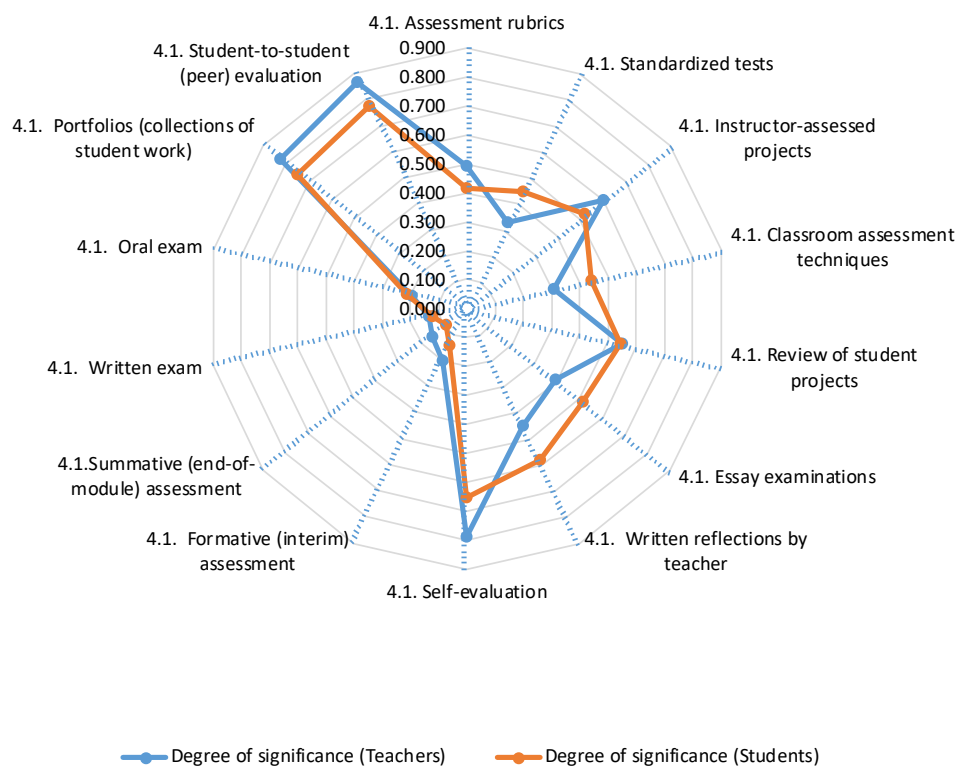 4.1. Assessment rubrics
0.900
0.800
0.700
0.600
0.500
0.400
0.300
0.200
0.100
0.000
4.1. Standardized tests
4.1. Instructor-assessed
projects
4.1. Classroom assessment
techniques
4.1. Review of student
projects
4.1. Essay examinations
4.1. Written reflections by
teacher
4.1. Self-evaluation
4.1. Formative (interim)
assessment
4.1.Summative (end-of-
module) assessment
4.1. Written exam
4.1. Oral exam
4.1. Portfolios (collections of
student work)
4.1. Student-to-student
(peer) evaluation
Degree of significance (Teachers)
Degree of significance (Students)